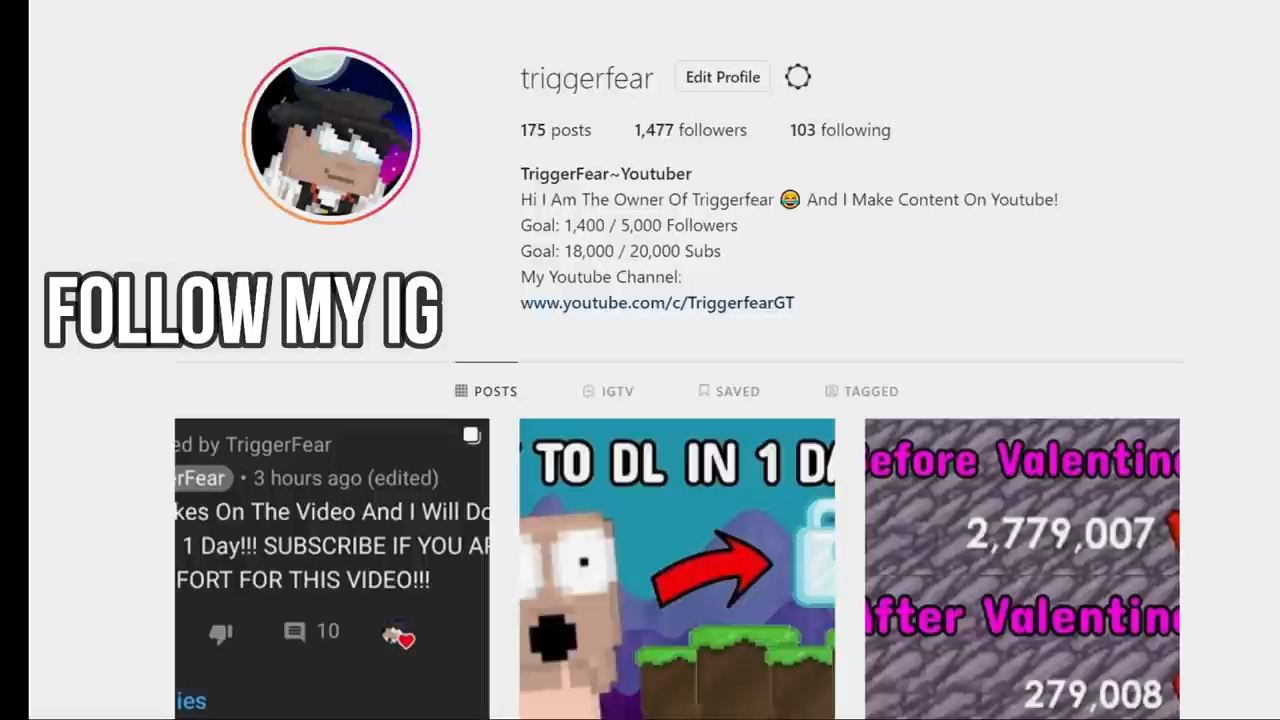 triggerfear
Edit Profile
175 posts
1,477 followers
103 following
TriggerFear~Youtuber
Hi I Am The Owner Of Triggerfear 😂 And I Make Content On Youtube!
Goal: 1,400 / 5,000 Followers
Goal: 18,000 / 20,000 Subs
My Youtube Channel:
www.youtube.com/c/TriggerfearGT
FOLLOW MY IG
POSTS
IGTV
SAVED
TAGGED
ed by TriggerFear
rFear • 3 hours ago (edited)
kes On The Video And I Will Do
1 Day!!! SUBSCRIBE IF YOU AR
FORT FOR THIS VIDEO!!!
10
ies
TO DL IN 1 DA
efore Valentine
2,779,007
fter Valentine
279,008